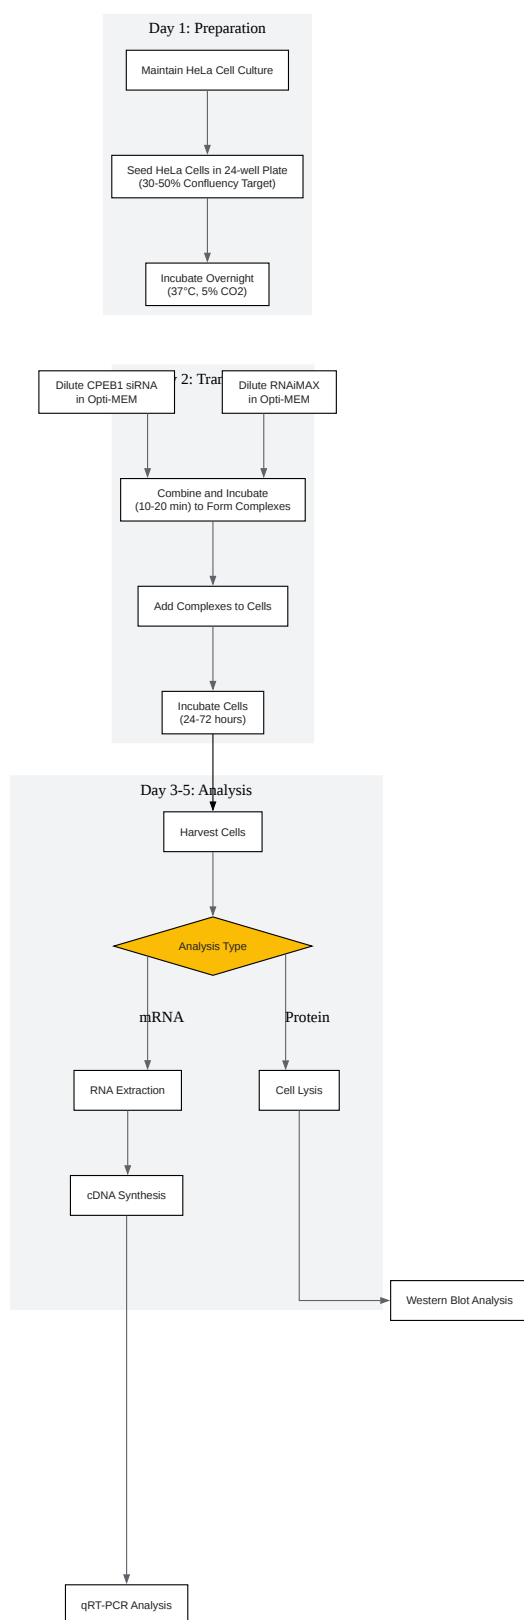 Day 1: Preparation
Maintain HeLa Cell Culture
Seed HeLa Cells in 24-well Plate
(30-50% Confluency Target)
Incubate Overnight
(37°C, 5% CO2)
2:
Dilute CPEB1 siRNA
in Opti-MEM
Dilute RNAiMAX
in Opti-MEM
Combine and Incubate
(10-20 min) to Form Complexes
Add Complexes to Cells
Incubate Cells
(24-72 hours)
Day 3-5: Analysis
Harvest Cells
Analysis Type
mRNA
Protein
RNA Extraction
Cell Lysis
cDNA Synthesis
Western Blot Analysis
qRT-PCR Analysis